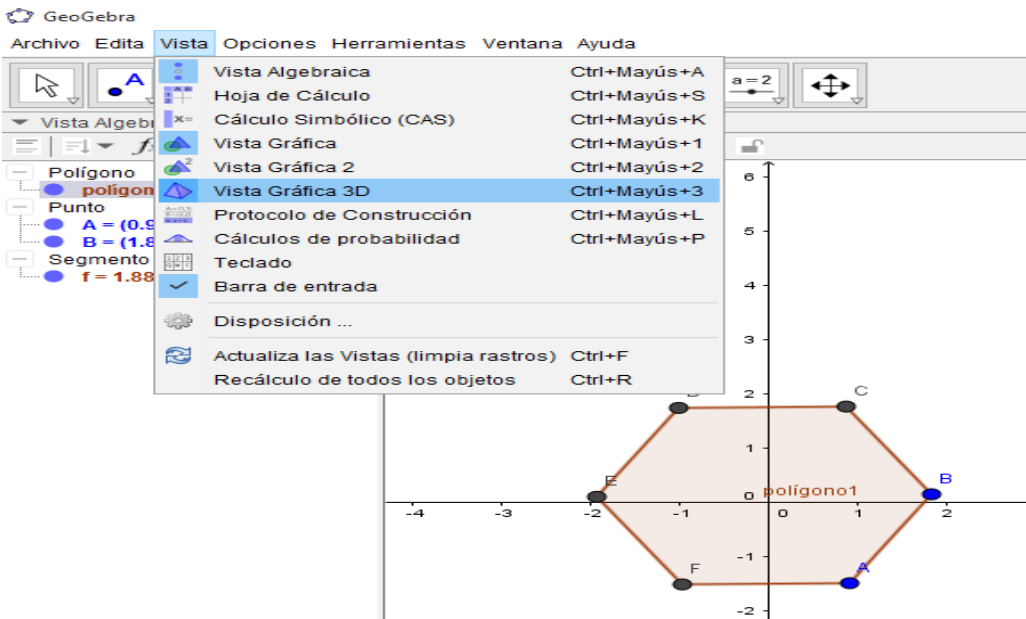 GeoGebra
Archivo Edita Vista Opciones Herramientas Ventana Ayuda
Vista Algebraica Ctrl+Mayús+A
Hoja de Cálculo Ctrl+Mayús+S
Cálculo Simbólico (CAS) Ctrl+Mayús+K
Vista Gráfica Ctrl+Mayús+1
Vista Gráfica 2 Ctrl+Mayús+2
Vista Gráfica 3D Ctrl+Mayús+3
Protocolo de Construcción Ctrl+Mayús+L
Cálculos de probabilidad Ctrl+Mayús+P
Teclado
Barra de entrada
Disposición ...
Actualiza las Vistas (limpia rastros) Ctrl+F
Recálculo de todos los objetos Ctrl+R
A
a=2
Vista Algeb
Polígono
polígon
Punto
A = (0.9
B = (1.8
Segmento
f = 1.88
6
5
4
3
2
1
0
-1
-2
-4 -3 -2 -1 0 1 2
C
B
E
polígono1
F
A